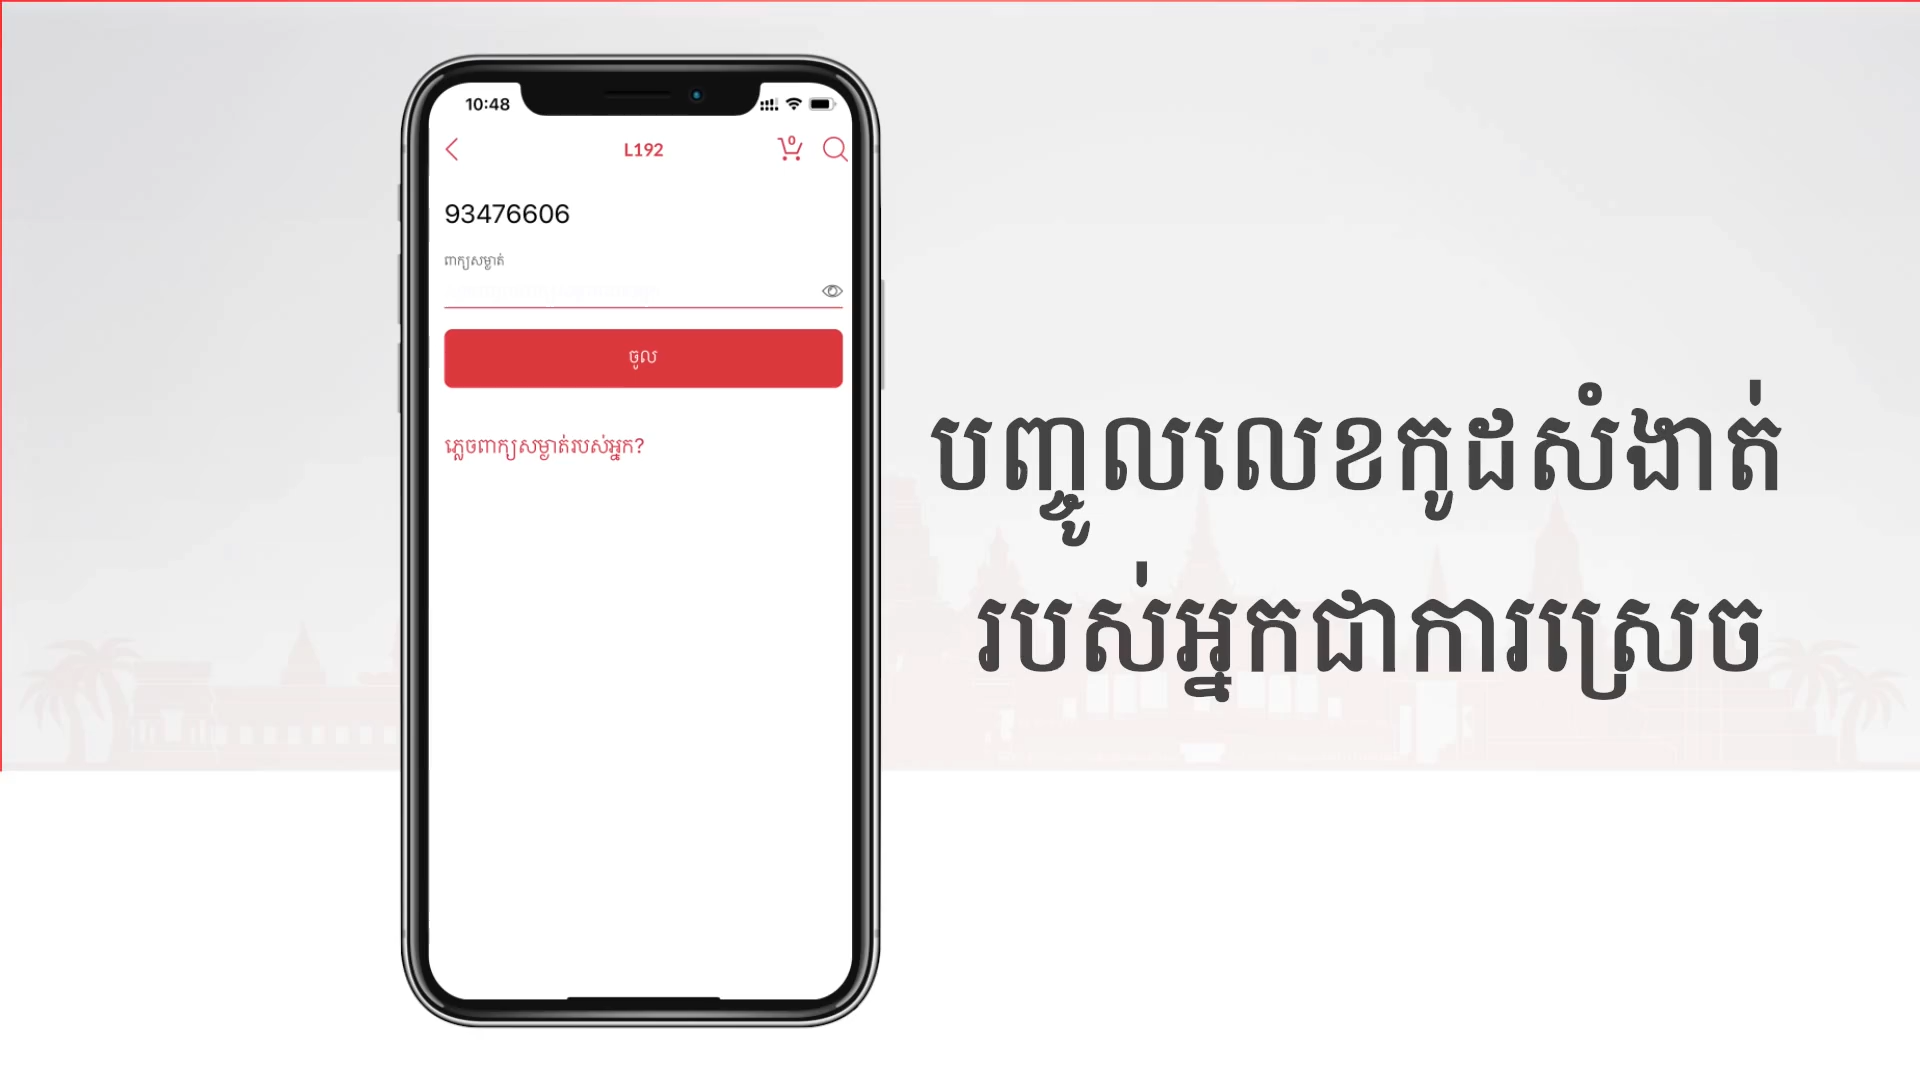 10:48
L192
0
93476606
ពាក្យសម្ងាត់
ចូល
ភ្លេចពាក្យសម្ងាត់របស់អ្នក?
បញ្ចូលលេខកូដសំងាត់
របស់អ្នកជាការស្រេច